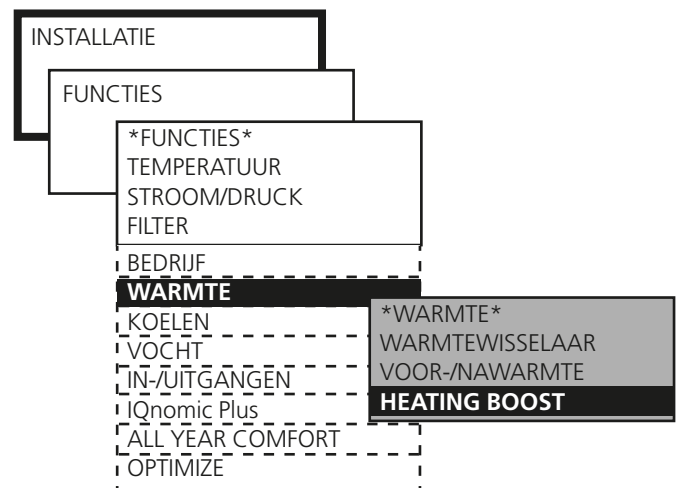 INSTALLATIE
FUNCTIES
*FUNCTIES*
TEMPERATUUR
STROOM/DRUCK
FILTER
BEDRIJF
WARMTE
KOELEN
VOCHT
IN-/UITGANGEN
IQnomic Plus
ALL YEAR COMFORT
OPTIMIZE
*WARMTE*
WARMTEWISSELAAR
VOOR-/NAWARMTE
HEATING BOOST